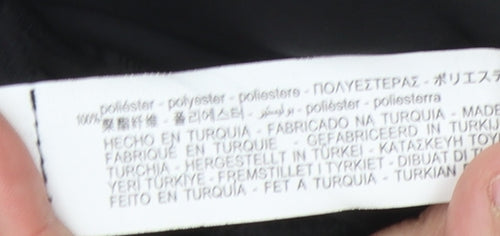 poliéster - polyester - poliestere - ΠΟΛΥΕΣΤΕΡΑΣ - ポリエステ
100% 聚酯纤维 - 폴리에스터 - بوليستر - poliéster - poliesterra
HECHO EN TURQUIA - FABRICADO NA TURQUIA - MADE
FABRIQUÉ EN TURQUIE - GEFABRICEERD IN TURKIJ
TURCHIA - HERGESTELLT IN TÜRKEI - ΚΑΤΑΣΚΕΥΗ ΤΟΥ
YERİ TÜRKİYE - FREMSTILLET I TYRKIET - DIBUAT DI T
FEITO EN TURQUÍA - FET A TURQUIA - TURKIAN